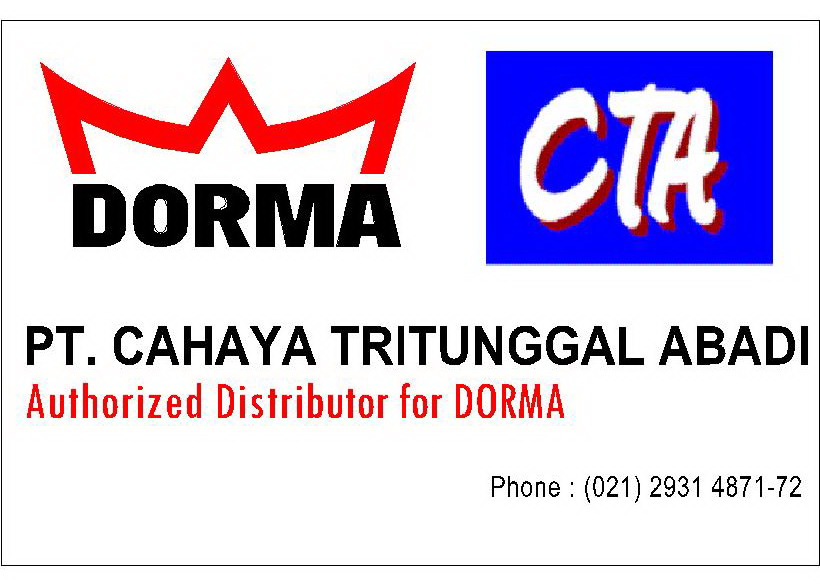 DORMA
CTA
PT. CAHAYA TRITUNGGAL ABADI
Authorized Distributor for DORMA
Phone : (021) 2931 4871-72